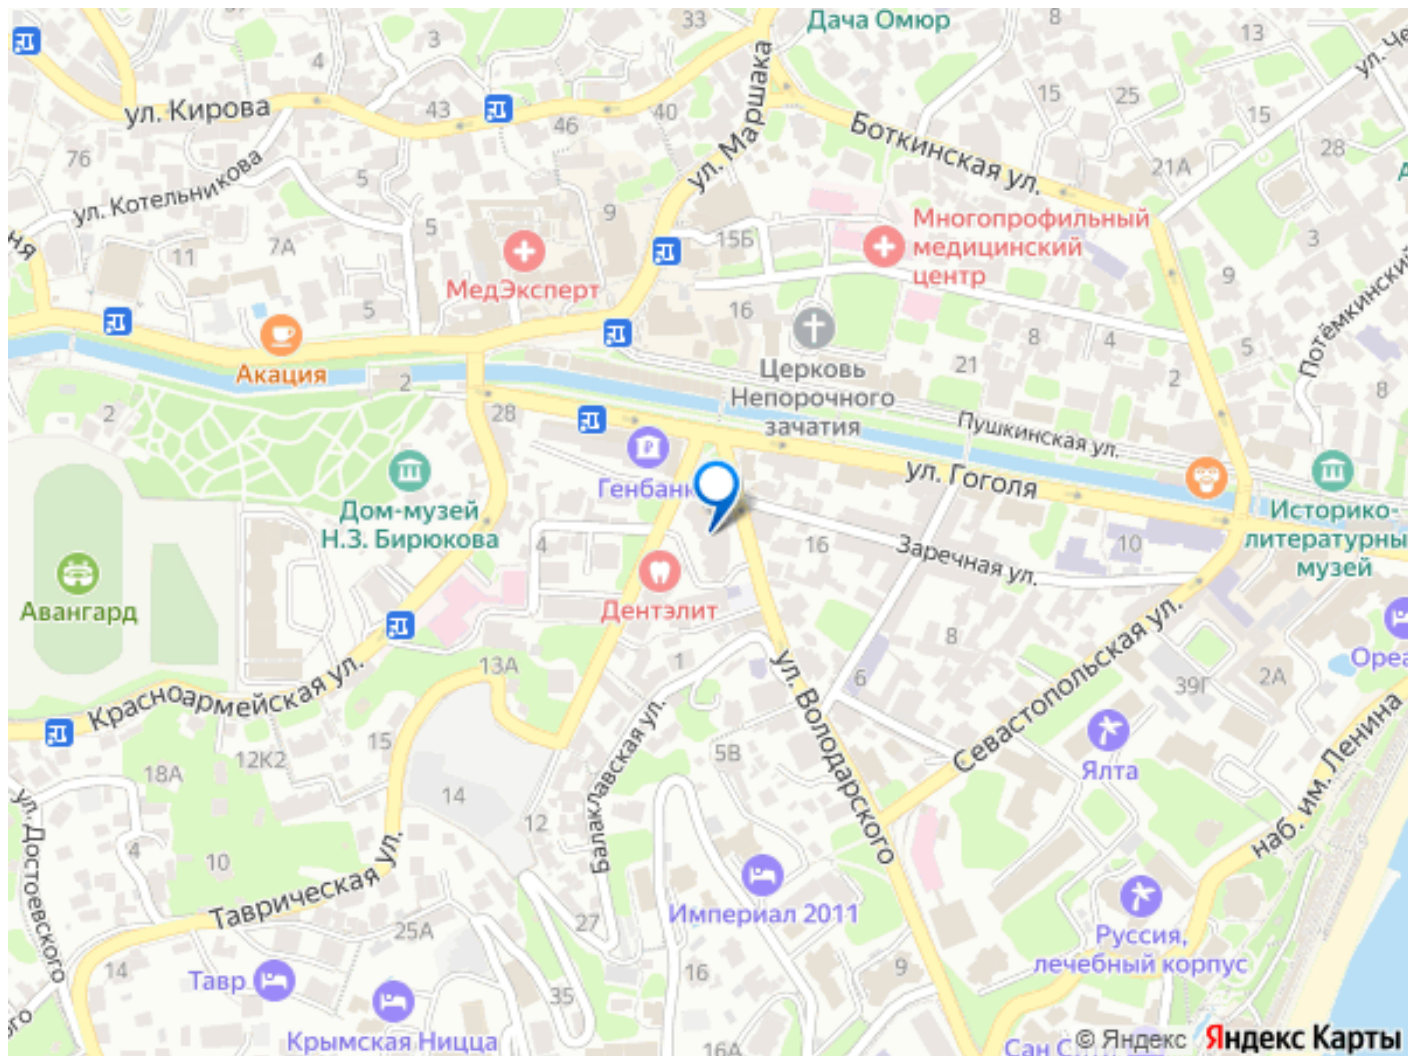 33
Дача Омюр
8
3
4
ул. Кирова
43
46
40
ул. Маршака
15
25
13
Боткинская ул.
28
21А
76
ул. Котельникова
5
5
9
7А
11
15Б
Многопрофильный
медицинский
центр
3
9
МедЭксперт
5
16
Акация
Церковь
Непорочного
зачатия
21
8
4
5
2
8
Потёмкинский
2
2
28
Пушкинская ул.
ул. Гоголя
Генбанк
Дом-музей
Н.З. Бирюкова
Историко-
литературны
музей
4
16
Заречная ул.
10
Авангард
Дентэлит
8
1
6
13А
Красноармейская ул.
ул. Володарского
Севастопольская ул.
39Г
2А
Ореа
12К2
15
18А
14
5В
Балаклавская ул.
Ялта
наб. им. Ленина
ул. Достоевского
4
10
12
Таврическая ул.
Империал 2011
27
25А
Руссия,
лечебный корпус
14
Тавр
16
9
35
Крымская Ницца
16А
© Яндекс
Яндекс Карты